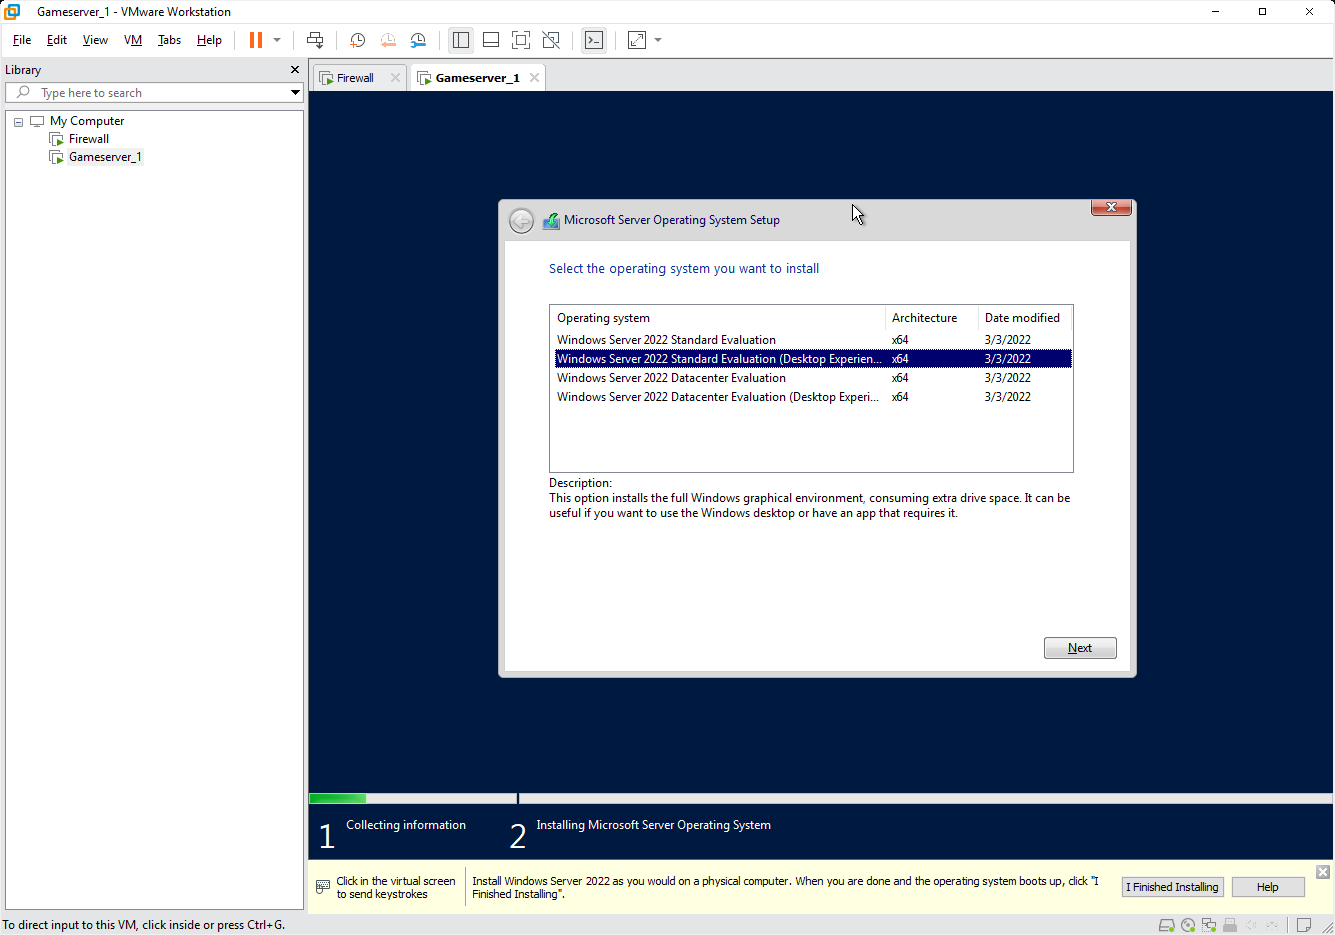 Gameserver_1 - VMware Workstation
File Edit View VM Tabs Help
Library
Type here to search
My Computer
Firewall
Gameserver_1
Firewall
Gameserver_1
Microsoft Server Operating System Setup
Select the operating system you want to install
Operating system Architecture Date modified
Windows Server 2022 Standard Evaluation x64 3/3/2022
Windows Server 2022 Standard Evaluation (Desktop Experien... x64 3/3/2022
Windows Server 2022 Datacenter Evaluation x64 3/3/2022
Windows Server 2022 Datacenter Evaluation (Desktop Experi... x64 3/3/2022
Description:
This option installs the full Windows graphical environment, consuming extra drive space. It can be
useful if you want to use the Windows desktop or have an app that requires it.
Next
1 Collecting information 2 Installing Microsoft Server Operating System
Click in the virtual screen
to send keystrokes
Install Windows Server 2022 as you would on a physical computer. When you are done and the operating system boots up, click "I
Finished Installing".
I Finished Installing
Help
To direct input to this VM, click inside or press Ctrl+G.